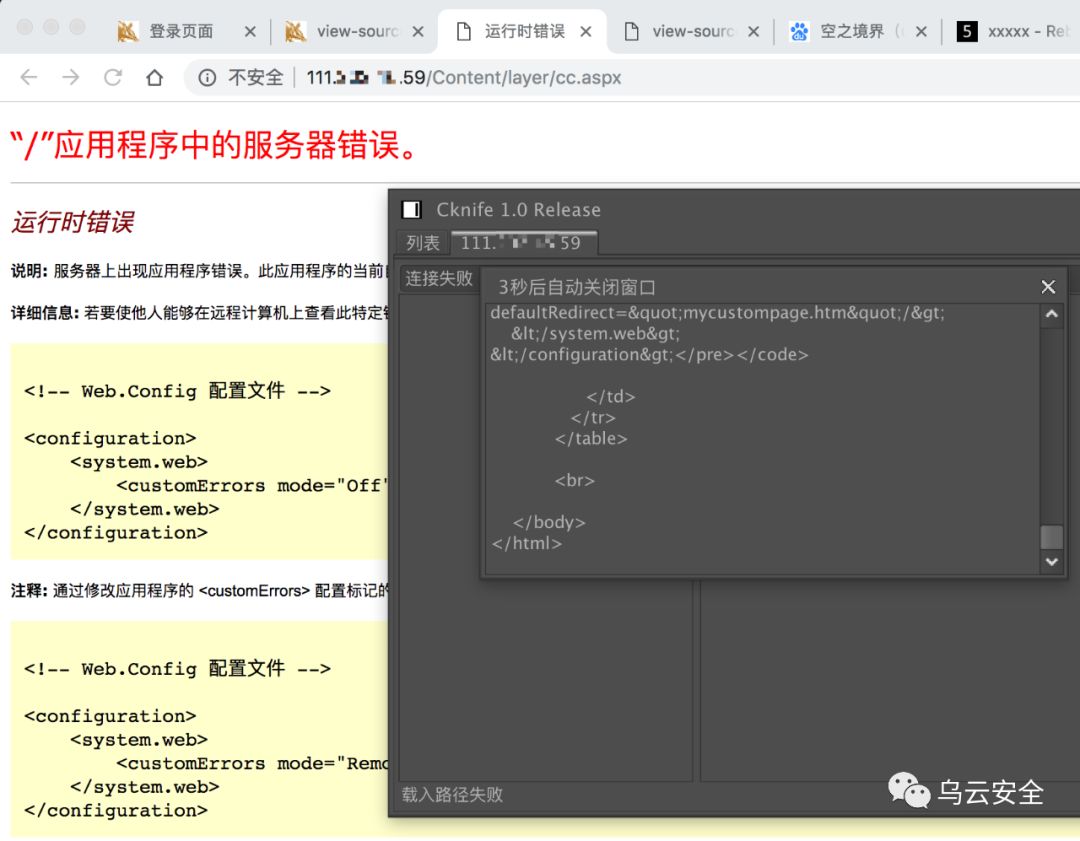 登录页面
view-sourc
运行时错误
view-sourc
空之境界
5
xxxxx - Reb
不安全
111.
.59/Content/layer/cc.aspx
“/”应用程序中的服务器错误。
运行时错误
说明: 服务器上出现应用程序错误。此应用程序的当前
详细信息: 若要使他人能够在远程计算机上查看此特定
<!-- Web.Config 配置文件 -->
<configuration>
<system.web>
<customErrors mode="Off"
</system.web>
</configuration>
注释: 通过修改应用程序的 <customErrors> 配置标记的
<!-- Web.Config 配置文件 -->
<configuration>
<system.web>
<customErrors mode="Remo
</system.web>
</configuration>
Cknife 1.0 Release
列表
111.
59
连接失败
3秒后自动关闭窗口
defaultRedirect=&quot;mycustompage.htm&quot;/&gt;
&lt;/system.web&gt;
&lt;/configuration&gt;</pre></code>
</td>
</tr>
</table>
<br>
</body>
</html>
载入路径失败
乌云安全